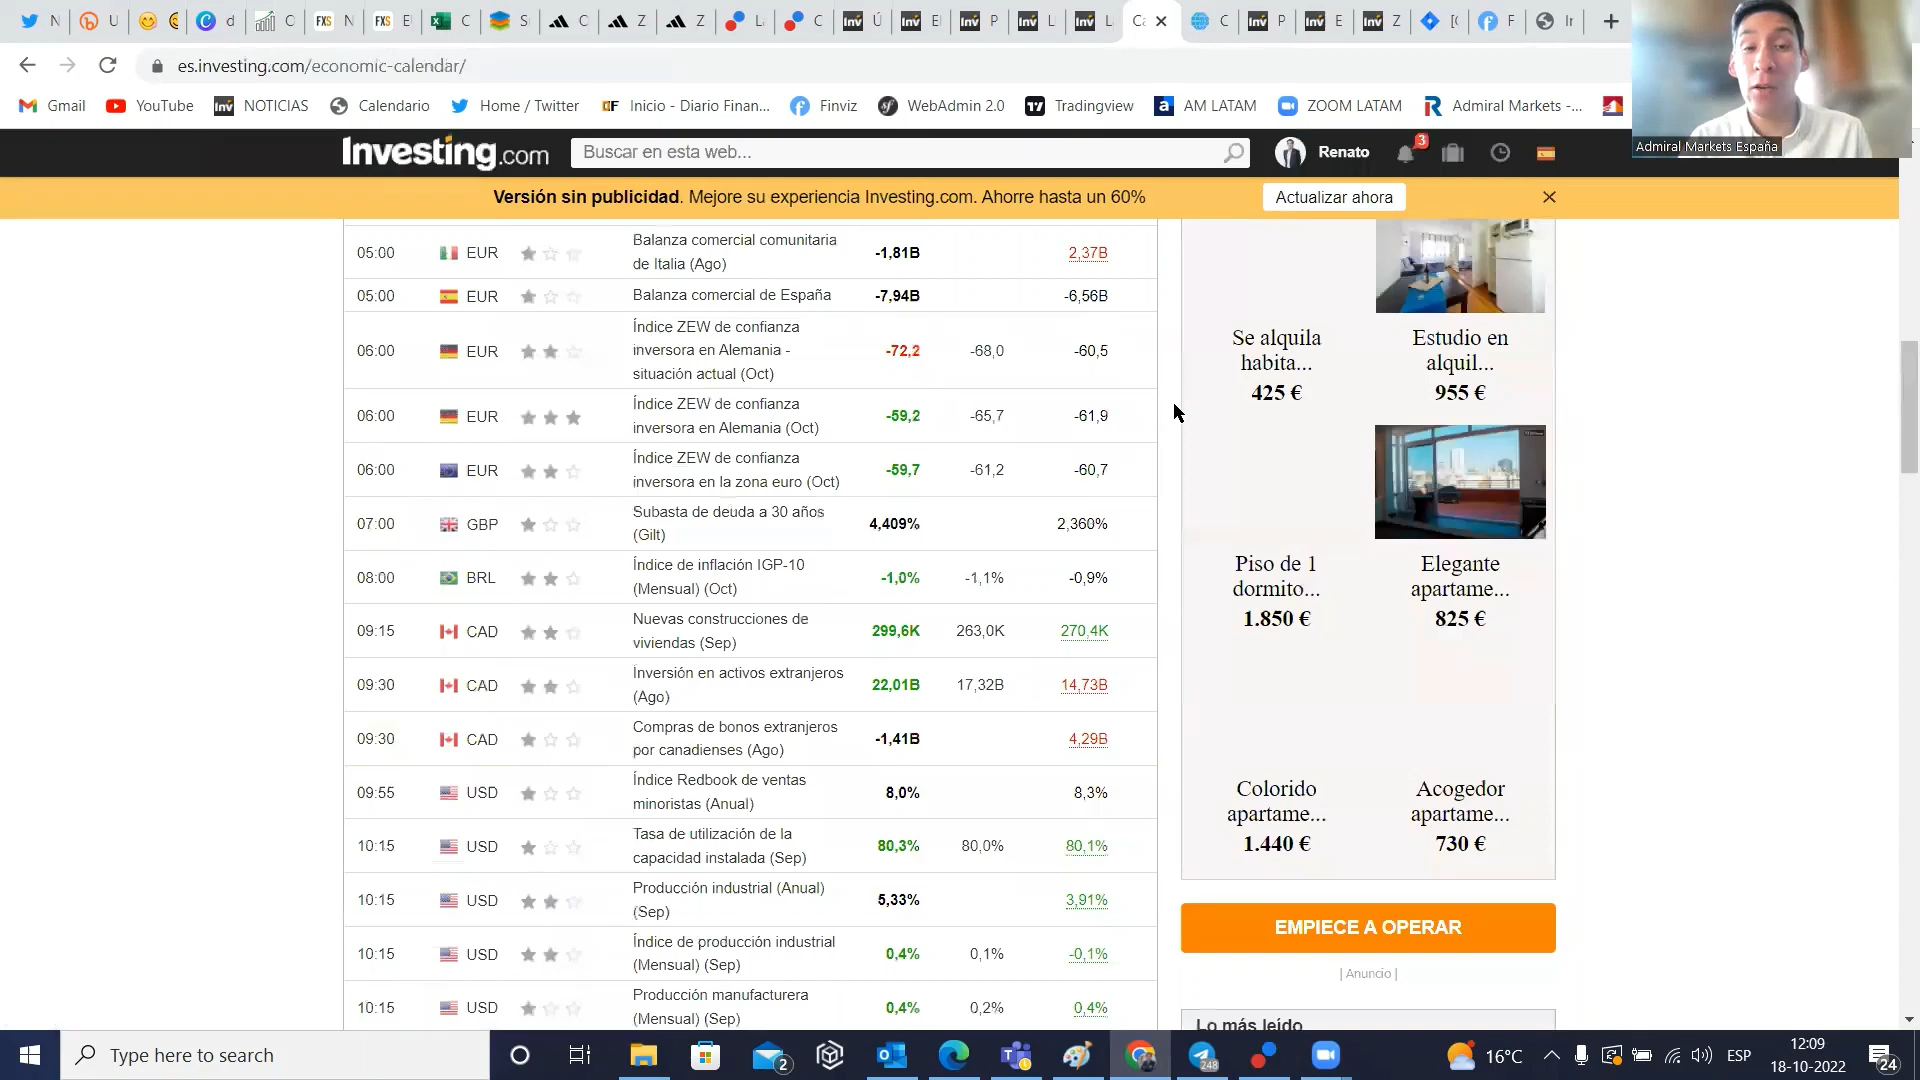 N
U
d
C
N
E
C
S
C
Z
Z
L
C
Ú
E
P
L
L
Ca
C
P
E
Z
[(
F
Ir
es.investing.com/economic-calendar/
Gmail
YouTube
Inv NOTICIAS
Calendario
Home / Twitter
Inicio - Diario Finan...
Finviz
WebAdmin 2.0
Tradingview
AM LATAM
ZOOM LATAM
Admiral Markets -...
Admiral Markets España
Investing.com
Buscar en esta web...
Renato
3
Versión sin publicidad. Mejore su experiencia Investing.com. Ahorre hasta un 60%
Actualizar ahora
05:00 EUR Balanza comercial comunitaria -1,81B 2,37B
de Italia (Ago)
05:00 EUR Balanza comercial de España -7,94B -6,56B
Índice ZEW de confianza
06:00 EUR inversora en Alemania - -72,2 -68,0 -60,5
situación actual (Oct)
06:00 EUR Índice ZEW de confianza -59,2 -65,7 -61,9
inversora en Alemania (Oct)
06:00 EUR Índice ZEW de confianza -59,7 -61,2 -60,7
inversora en la zona euro (Oct)
07:00 GBP Subasta de deuda a 30 años 4,409% 2,360%
(Gilt)
08:00 BRL Índice de inflación IGP-10 -1,0% -1,1% -0,9%
(Mensual) (Oct)
09:15 CAD Nuevas construcciones de 299,6K 263,0K 270,4K
viviendas (Sep)
09:30 CAD Inversión en activos extranjeros 22,01B 17,32B 14,73B
(Ago)
09:30 CAD Compras de bonos extranjeros -1,41B 4,29B
por canadienses (Ago)
09:55 USD Índice Redbook de ventas 8,0% 8,3%
minoristas (Anual)
10:15 USD Tasa de utilización de la 80,3% 80,0% 80,1%
capacidad instalada (Sep)
10:15 USD Producción industrial (Anual) 5,33% 3,91%
(Sep)
10:15 USD Índice de producción industrial 0,4% 0,1% -0,1%
(Mensual) (Sep)
10:15 USD Producción manufacturera 0,4% 0,2% 0,4%
(Mensual) (Sep)
Se alquila
habita...
425 €
Estudio en
alquil...
955 €
Piso de 1
dormito...
1.850 €
Elegante
apartame...
825 €
Colorido
apartame...
1.440 €
Acogedor
apartame...
730 €
EMPIECE A OPERAR
| Anuncio |
Lo más leído
Type here to search
2
248
16°C
ESP
12:09
18-10-2022
24